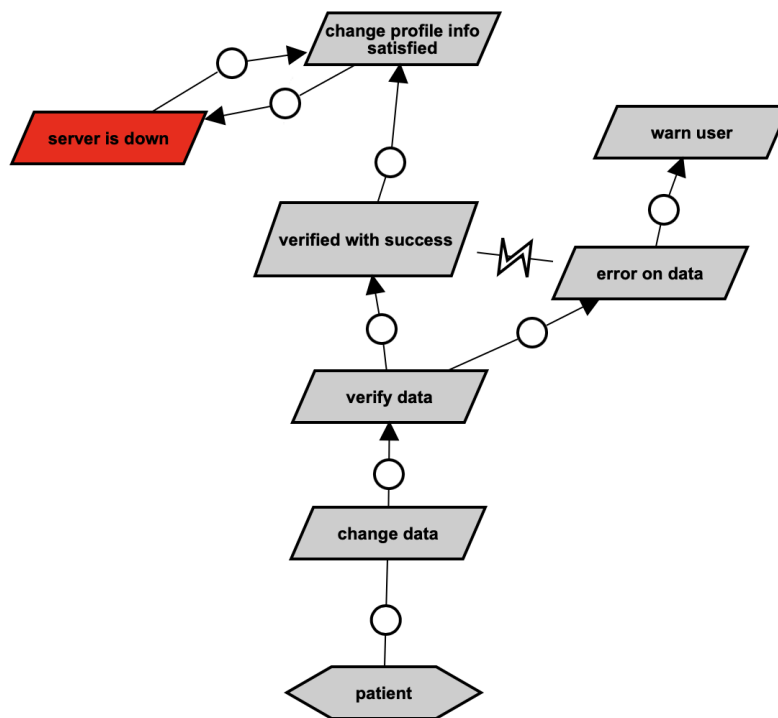 change profile info
satisfied
server is down
warn user
verified with success
error on data
verify data
change data
patient